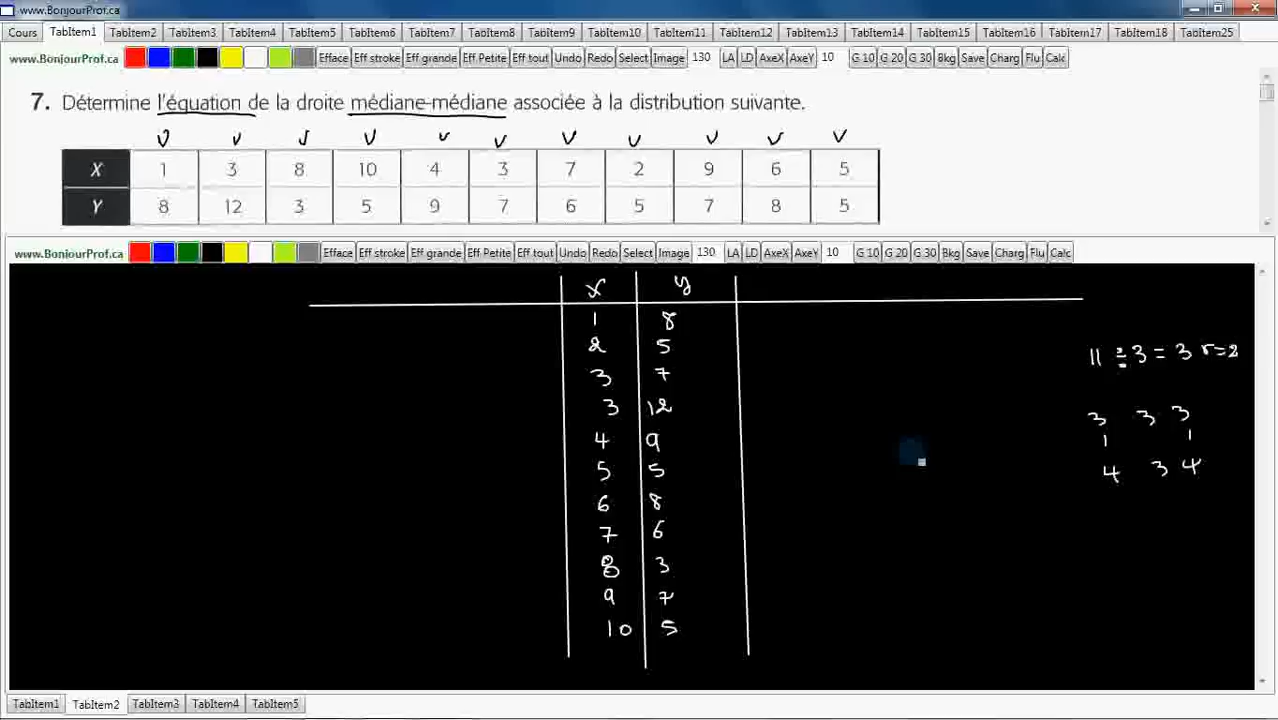 www.BonjourProf.ca
Cours TabItem1 TabItem2 TabItem3 TabItem4 TabItem5 TabItem6 TabItem7 TabItem8 TabItem9 TabItem10 TabItem11 TabItem12 TabItem13 TabItem14 TabItem15 TabItem16 TabItem17 TabItem18 TabItem25
www.BonjourProf.ca Efface Eff stroke Eff grande Eff Petite Eff tout Undo Redo Select Image 130 LA LD AxeX AxeY 10 G 10 G 20 G 30 Bkg Save Charg Flu Calc
7. Détermine l'équation de la droite médiane-médiane associée à la distribution suivante.
X 1 3 8 10 4 3 7 2 9 6 5
Y 8 12 3 5 9 7 6 5 7 8 5
www.BonjourProf.ca Efface Eff stroke Eff grande Eff Petite Eff tout Undo Redo Select Image 130 LA LD AxeX AxeY 10 G 10 G 20 G 30 Bkg Save Charg Flu Calc
x y
1 8
2 5
3 7
3 12
4 9
5 5
6 8
7 6
8 3
9 7
10 5
11 ÷ 3 = 3 r=2
3 3 3
1 1
4 3 4
TabItem1 TabItem2 TabItem3 TabItem4 TabItem5